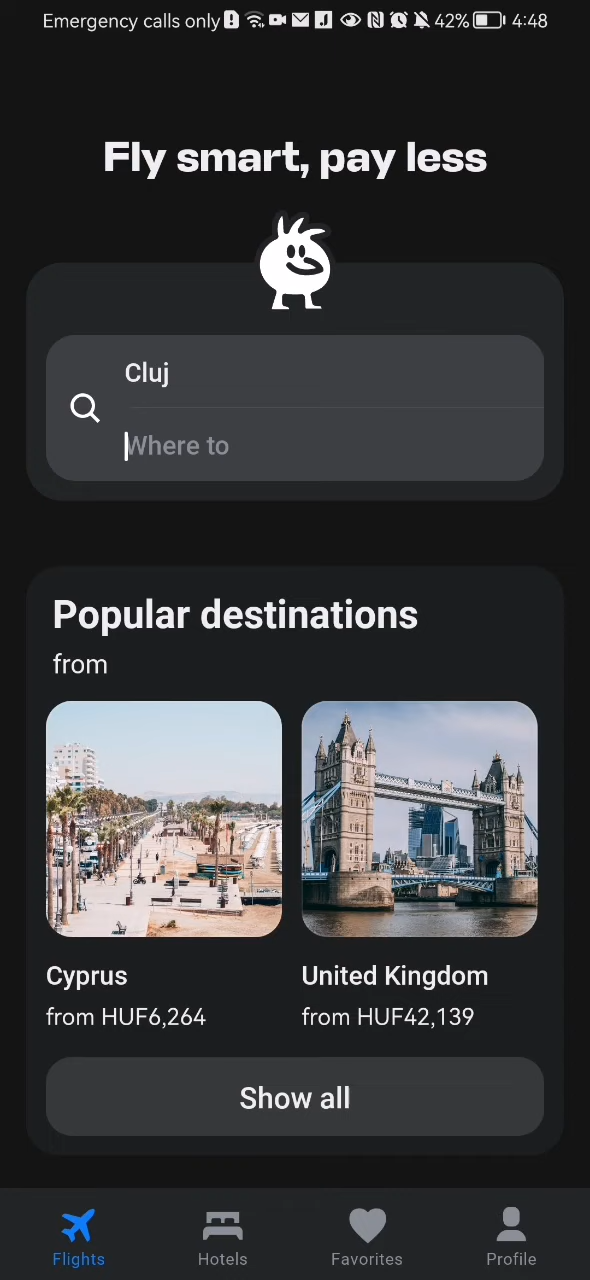 Emergency calls only 42% 4:48
Fly smart, pay less
Cluj
Where to
Popular destinations
from
Cyprus
United Kingdom
from HUF6,264
from HUF42,139
Show all
Flights
Hotels
Favorites
Profile